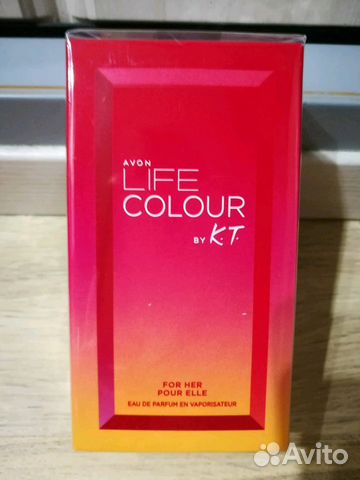 AVON
LIFE
COLOUR
BY K.T.
FOR HER
POUR ELLE
EAU DE PARFUM EN VAPORISATEUR
Avito